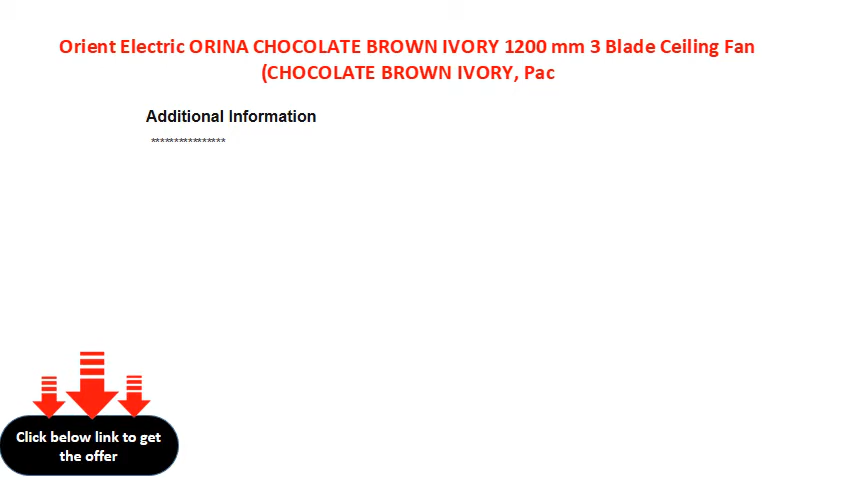 Orient Electric ORINA CHOCOLATE BROWN IVORY 1200 mm 3 Blade Ceiling Fan
(CHOCOLATE BROWN IVORY, Pac
Additional Information
****************
Click below link to get
the offer